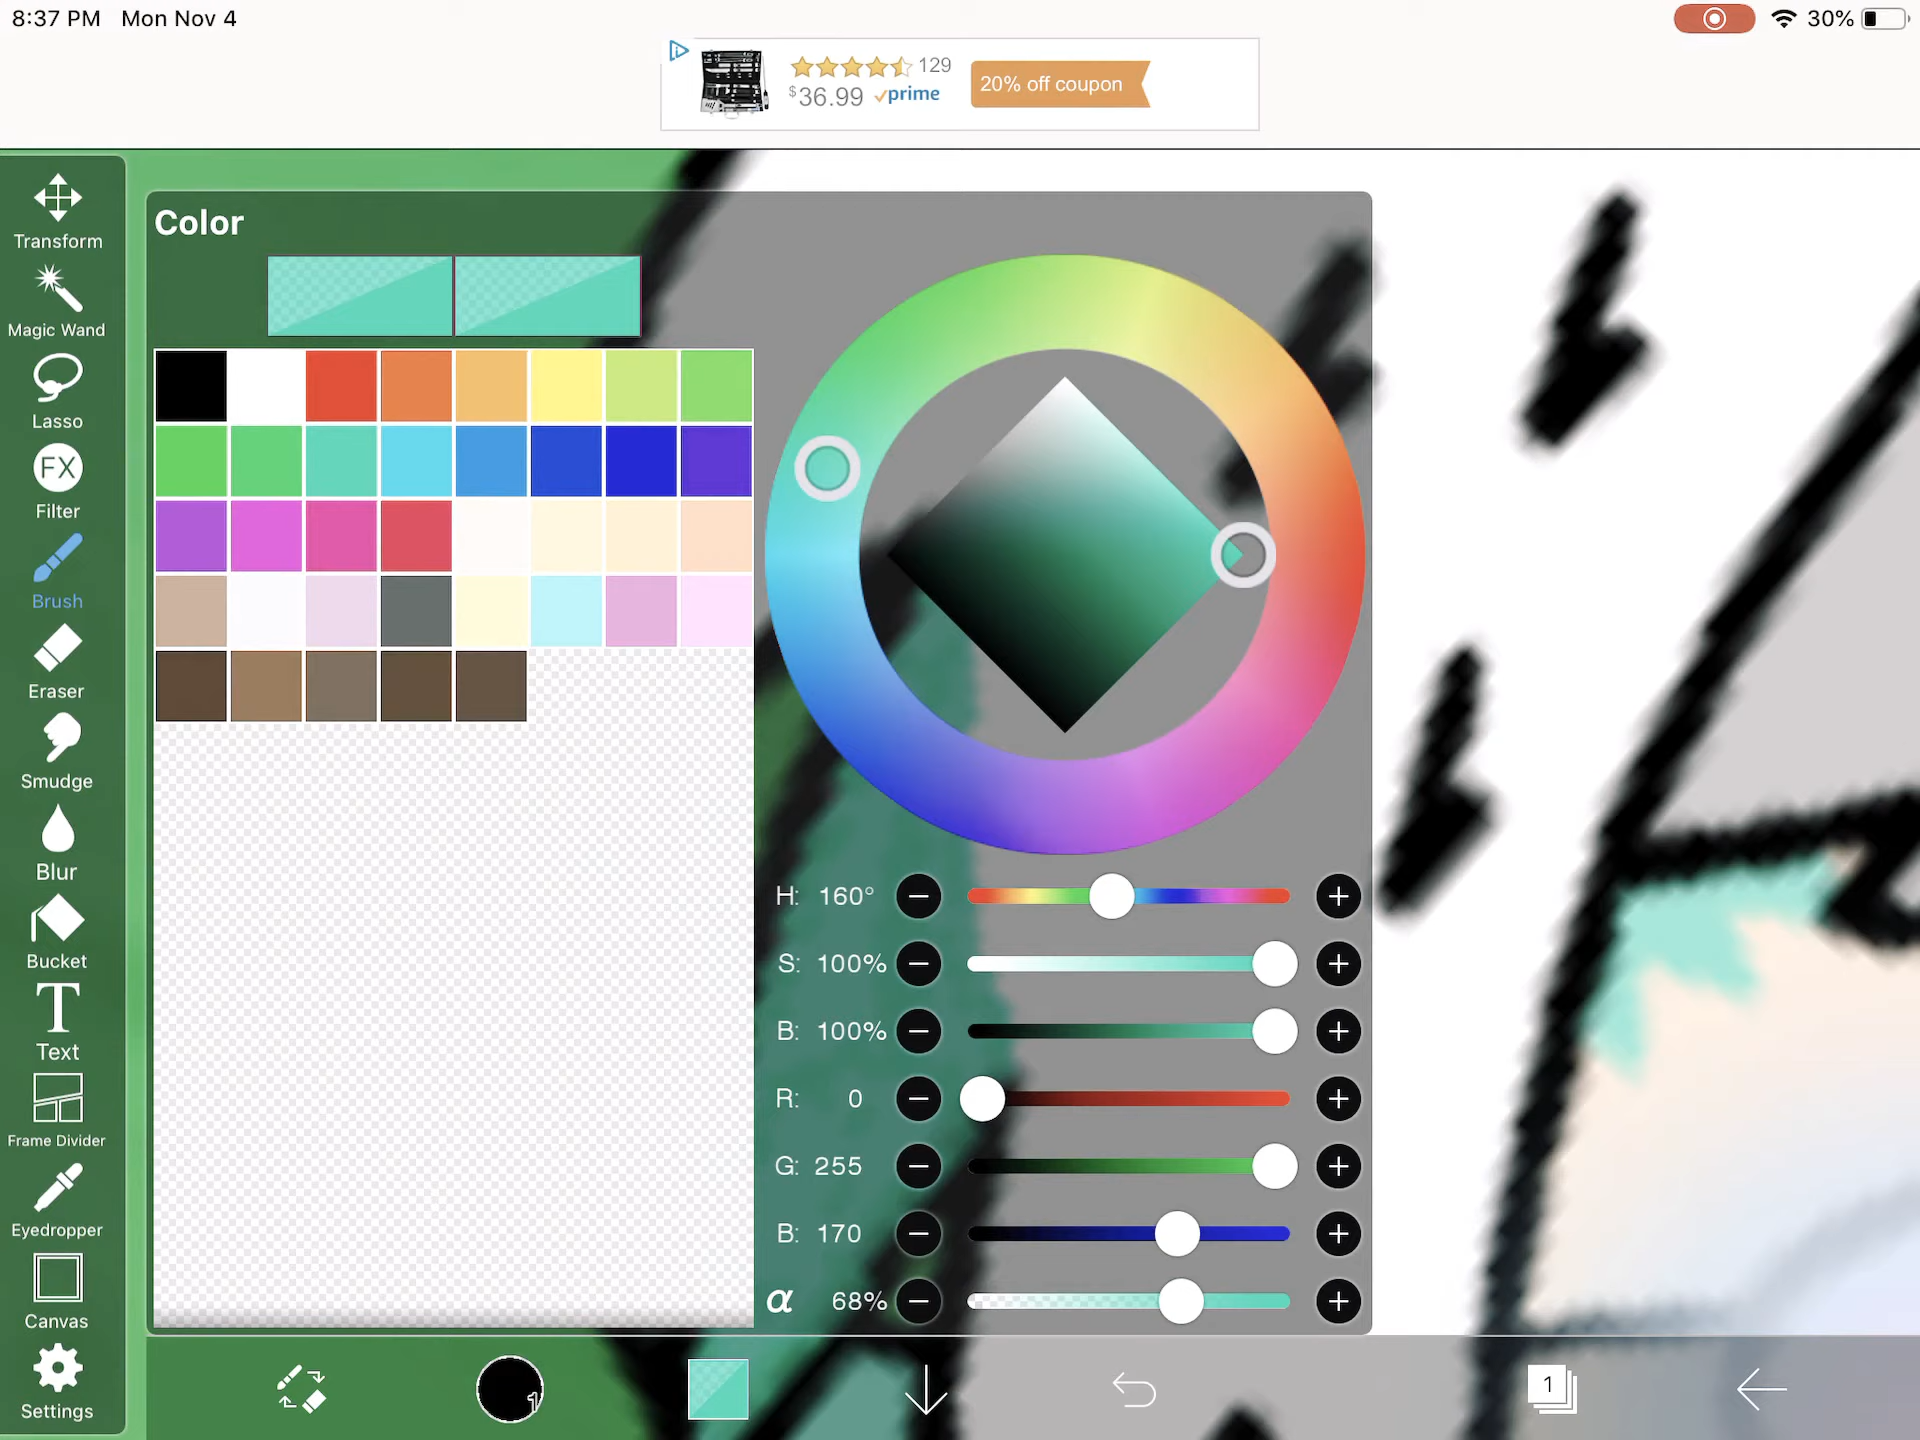 8:37 PM Mon Nov 4
30%
129
$36.99 prime
20% off coupon
Color
Transform
Magic Wand
Lasso
FX
Filter
Brush
Eraser
Smudge
Blur
Bucket
T
Text
Frame Divider
Eyedropper
Canvas
Settings
H: 160°
S: 100%
B: 100%
R: 0
G: 255
B: 170
α 68%
1
1